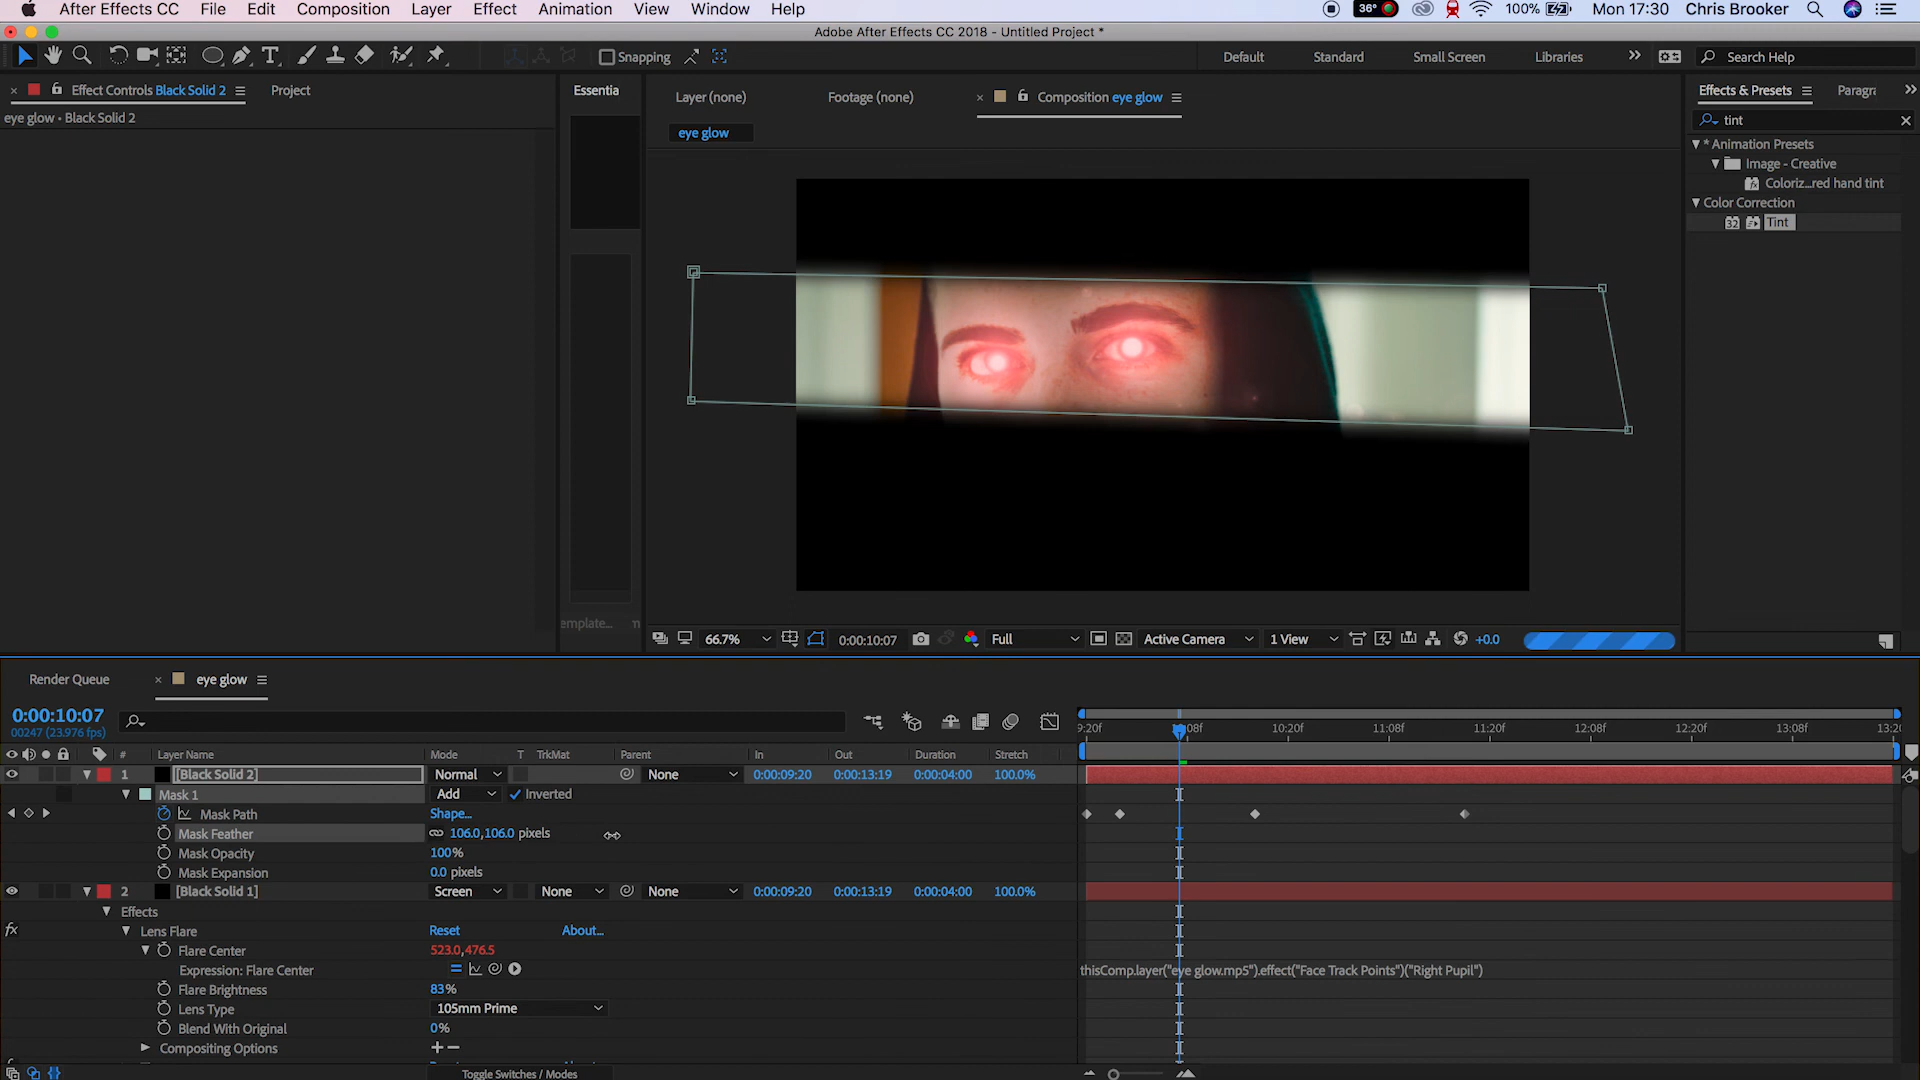 After Effects CC File Edit Composition Layer Effect Animation View Window Help 36° 100% Mon 17:30 Chris Brooker
Adobe After Effects CC 2018 - Untitled Project *
Snapping Default Standard Small Screen Libraries Search Help
Effect Controls Black Solid 2 Project
eye glow • Black Solid 2
Essentia
Layer (none) Footage (none) Composition eye glow
eye glow
Effects & Presets Paragra
tint
* Animation Presets
Image - Creative
Coloriz...red hand tint
Color Correction
32 Tint
emplate...
66.7% 0:00:10:07 Full Active Camera 1 View +0.0
Render Queue eye glow
0:00:10:07
00247 (23.976 fps)
9:20f 10:08f 10:20f 11:08f 11:20f 12:08f 12:20f 13:08f 13:20
# Layer Name Mode T TrkMat Parent In Out Duration Stretch
1 [Black Solid 2] Normal None 0:00:09:20 0:00:13:19 0:00:04:00 100.0%
Mask 1 Add Inverted
Mask Path Shape...
Mask Feather 106.0,106.0 pixels
Mask Opacity 100%
Mask Expansion 0.0 pixels
2 [Black Solid 1] Screen None None 0:00:09:20 0:00:13:19 0:00:04:00 100.0%
Effects
fx Lens Flare Reset About...
Flare Center 523.0,476.5
Expression: Flare Center thisComp.layer("eye glow.mp5").effect("Face Track Points")("Right Pupil")
Flare Brightness 83%
Lens Type 105mm Prime
Blend With Original 0%
Compositing Options
Toggle Switches / Modes